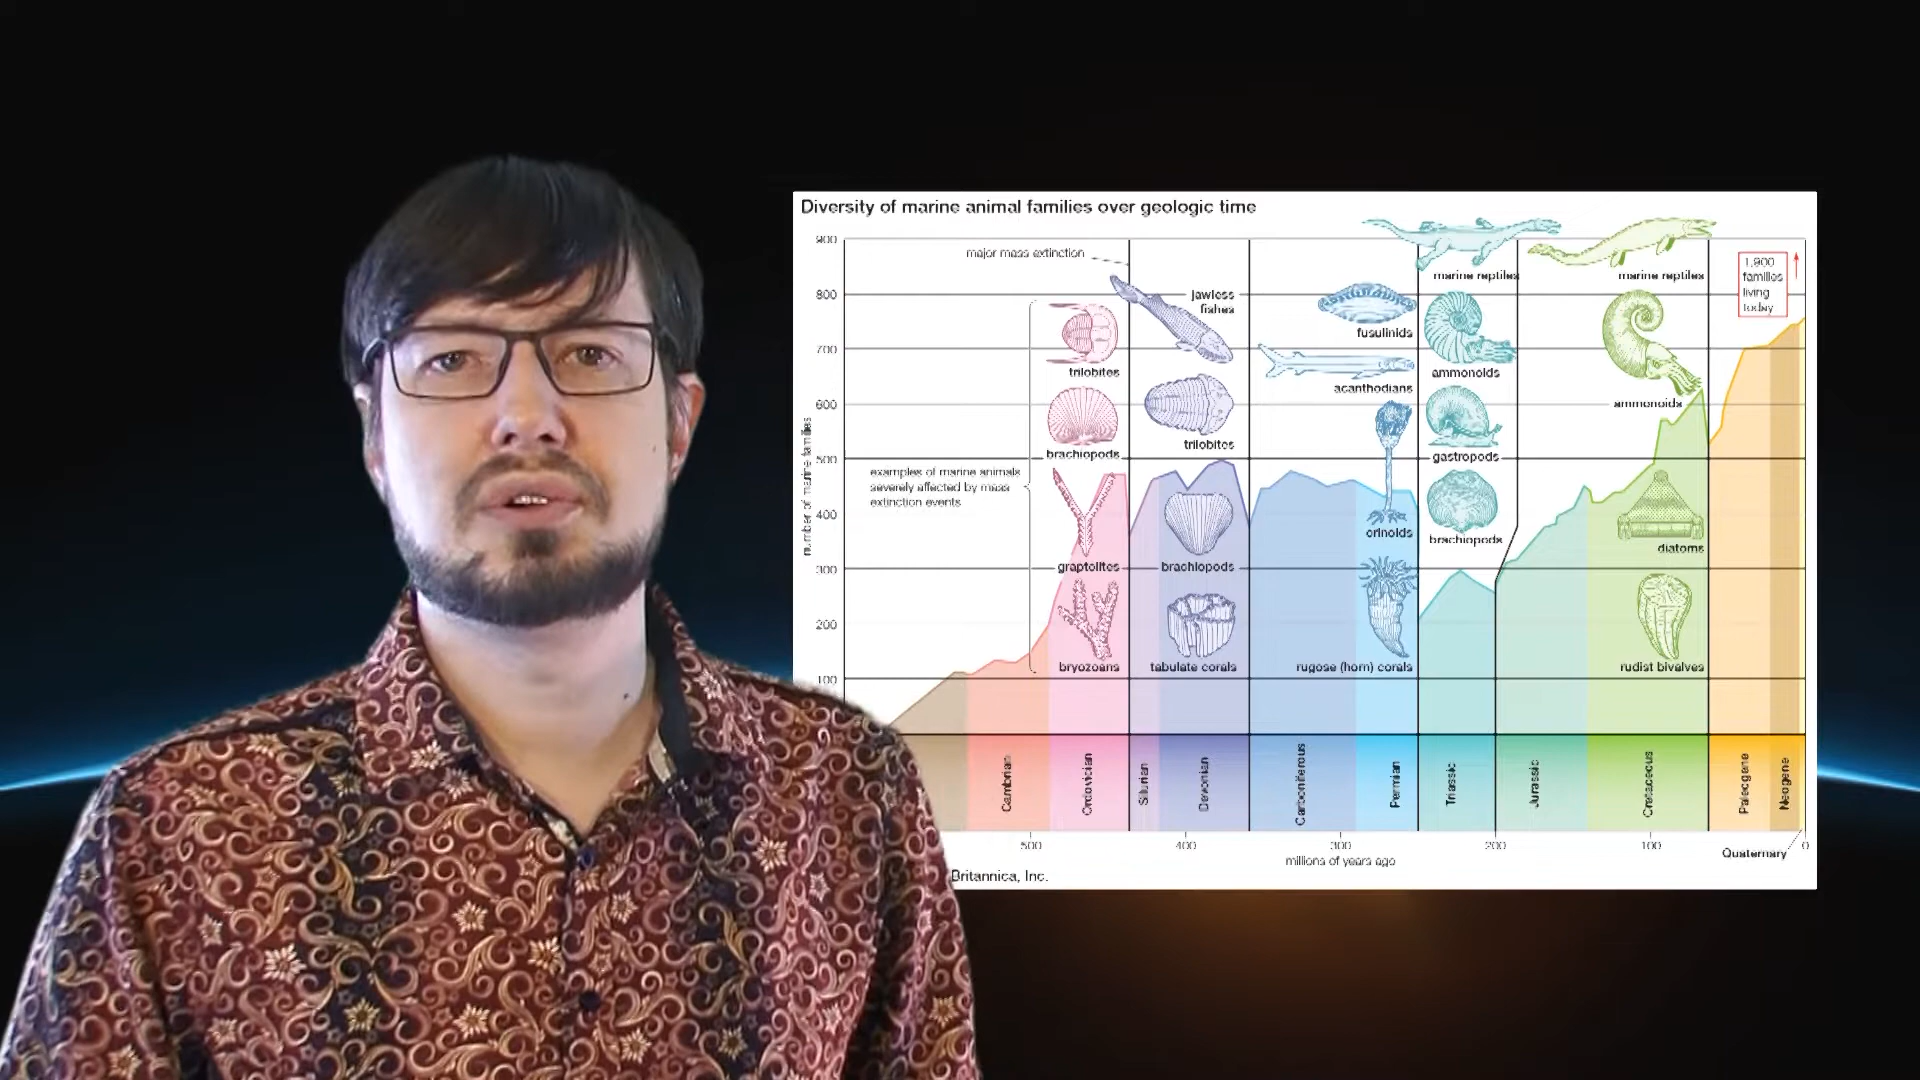 Diversity of marine animal families over geologic time
900
800
700
600
500
400
300
200
100
number of marine families
major mass extinction
examples of marine animals
severely affected by mass
extinction events
trilobites
brachiopods
graptolites
bryozoans
jawless
fishes
trilobites
brachiopods
tabulate corals
fusulinids
acanthodians
crinoids
rugose (horn) corals
marine reptiles
ammonoids
gastropods
brachiopods
marine reptiles
ammonoids
diatoms
rudist bivalves
1,900
families
living
today
Cambrian
Ordovician
Silurian
Devonian
Carboniferous
Permian
Triassic
Jurassic
Cretaceous
Paleogene
Neogene
Quaternary
500
400
300
200
100
0
millions of years ago
Britannica, Inc.